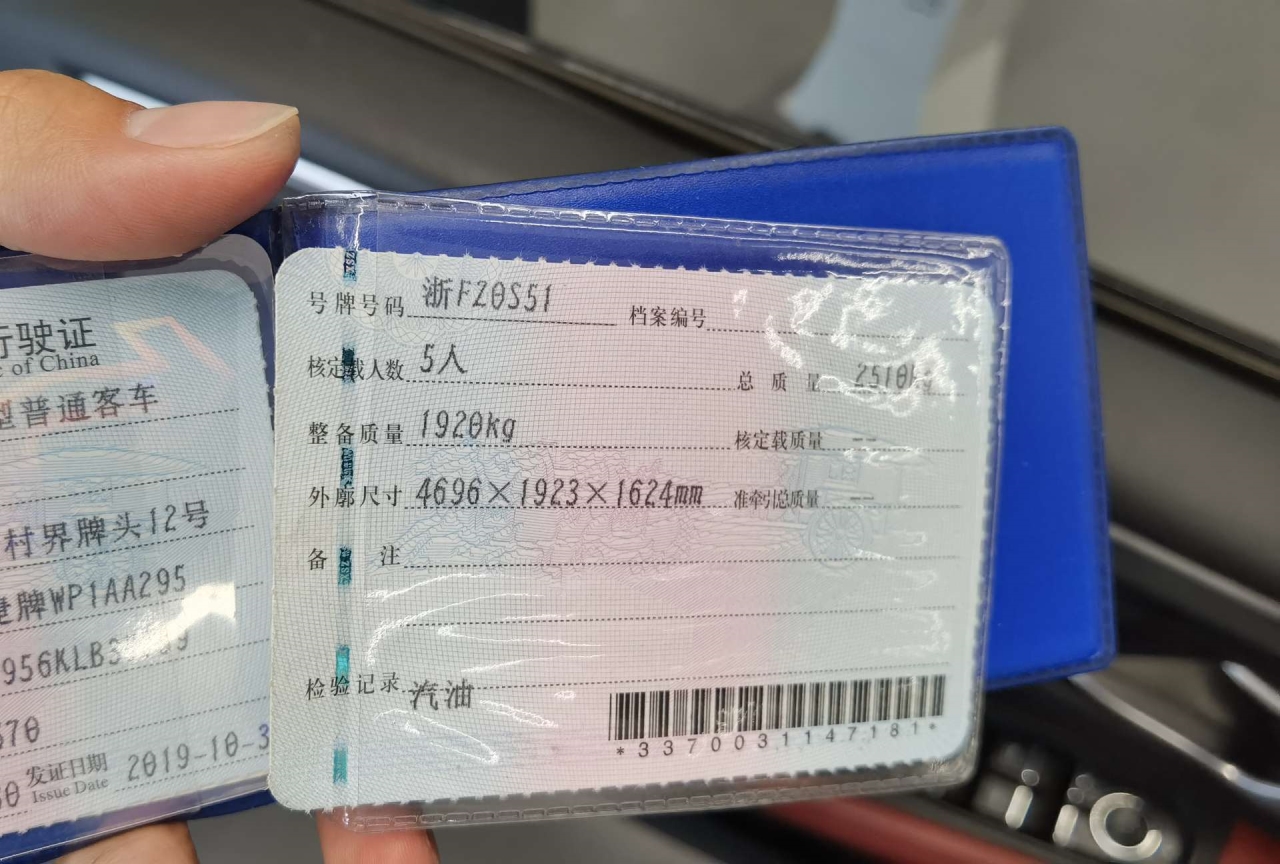 行驶证
of China
型普通客车
村界牌头12号
牌WP1AA295
956KLB3
570
发证日期 2019-10-3
Issue Date
号牌号码 浙F20S51 档案编号
核定载人数 5人 总质量 2510kg
整备质量 1920kg 核定载质量 --
外廓尺寸 4696×1923×1624mm 准牵引总质量 --
备注
检验记录 汽油
*3370031147181*